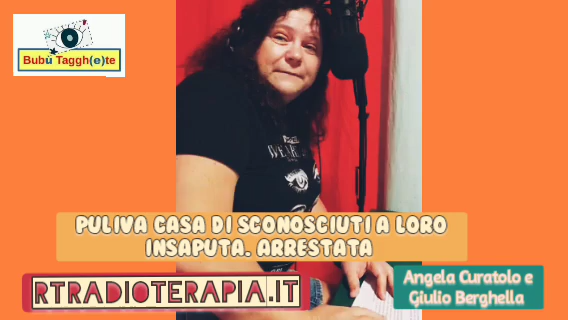 Bubù Taggh(e)te
PULIVA CASA DI SCONOSCIUTI A LORO
INSAPUTA. ARRESTATA
RTRADIOTERAPIA.IT
Angela Curatolo e
Giulio Berghella